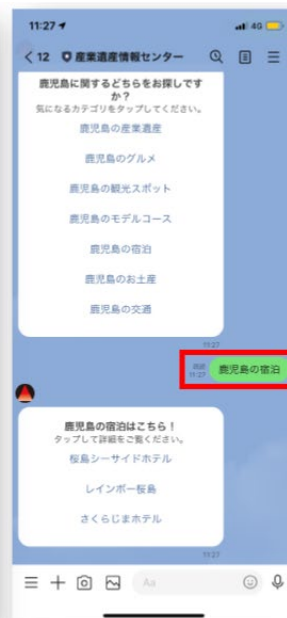 11:27
4G
12 産業遺産情報センター
鹿児島に関するどちらをお探しです
か？
気になるカテゴリをタップしてください。
鹿児島の産業遺産
鹿児島のグルメ
鹿児島の観光スポット
鹿児島のモデルコース
鹿児島の宿泊
鹿児島のお土産
鹿児島の交通
11:27
既読
11:27
鹿児島の宿泊
鹿児島の宿泊はこちら！
タップして詳細をご覧ください。
桜島シーサイドホテル
レインボー桜島
さくらじまホテル
11:27
Aa